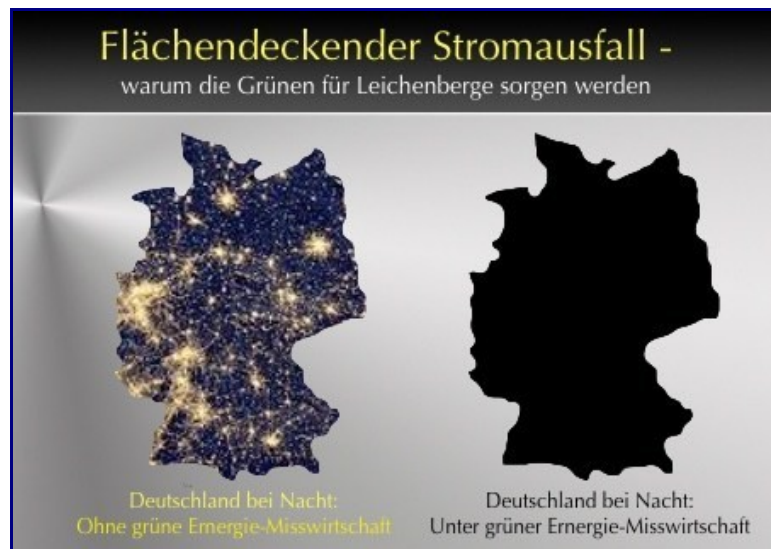 Flächendeckender Stromausfall -
warum die Grünen für Leichenberge sorgen werden
Deutschland bei Nacht:
Ohne grüne Ernergie-Misswirtschaft
Deutschland bei Nacht:
Unter grüner Ernergie-Misswirtschaft